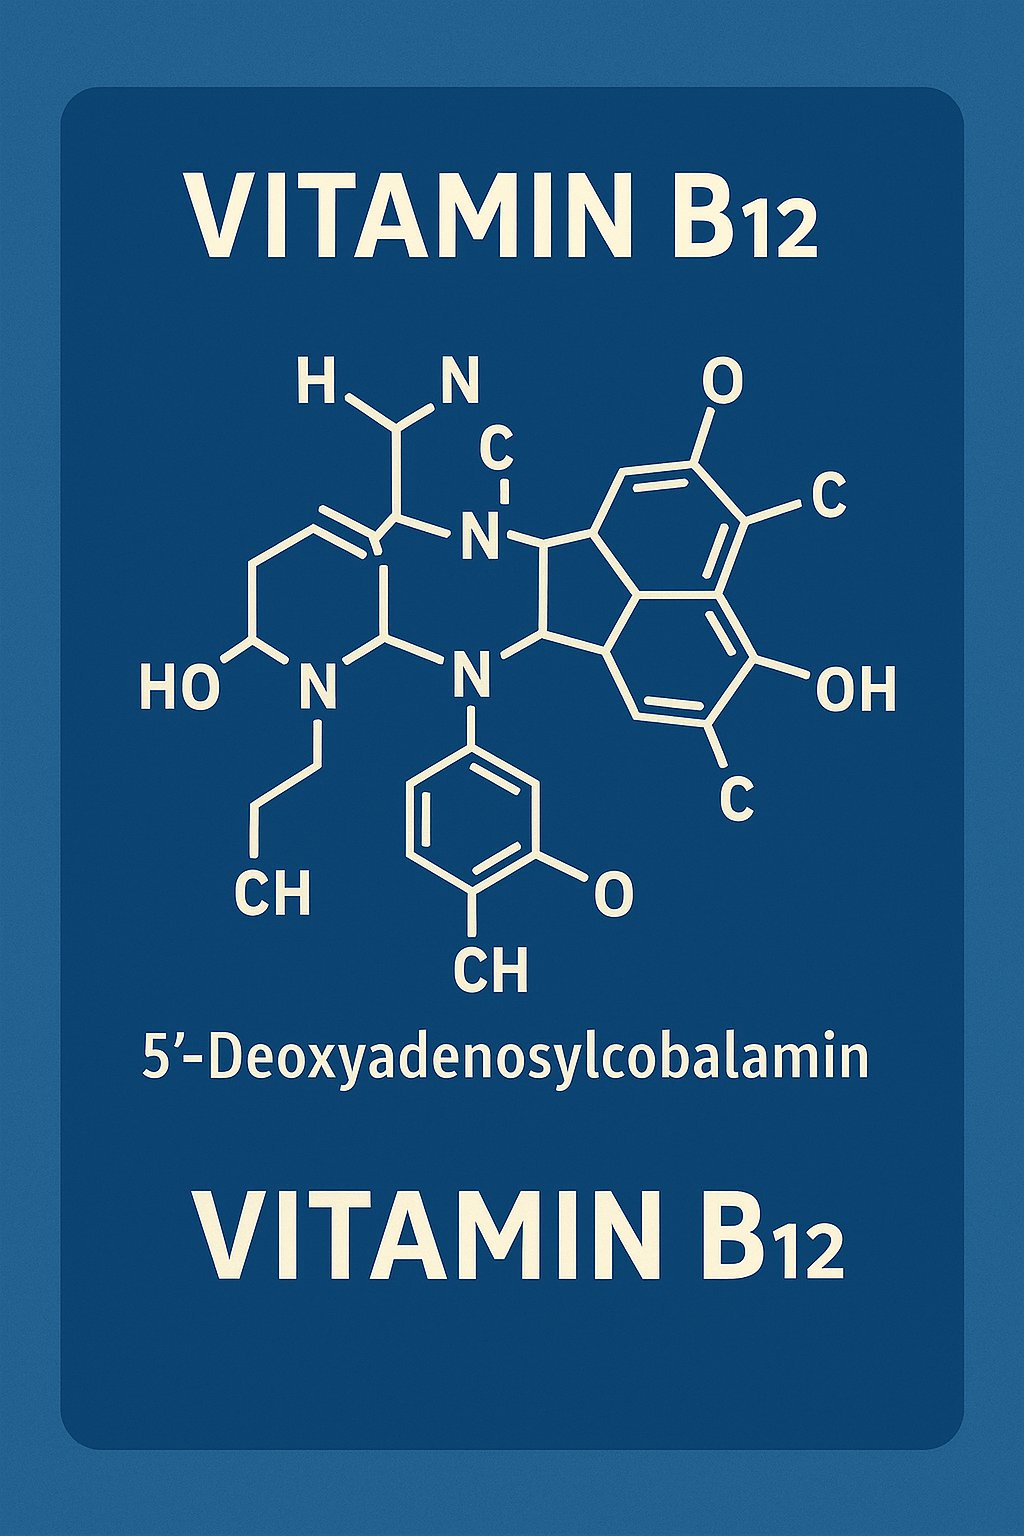 VITAMIN B12
H N
O
C
C
N
HO N N OH
C
CH O
CH
5’-Deoxyadenosylcobalamin
VITAMIN B12